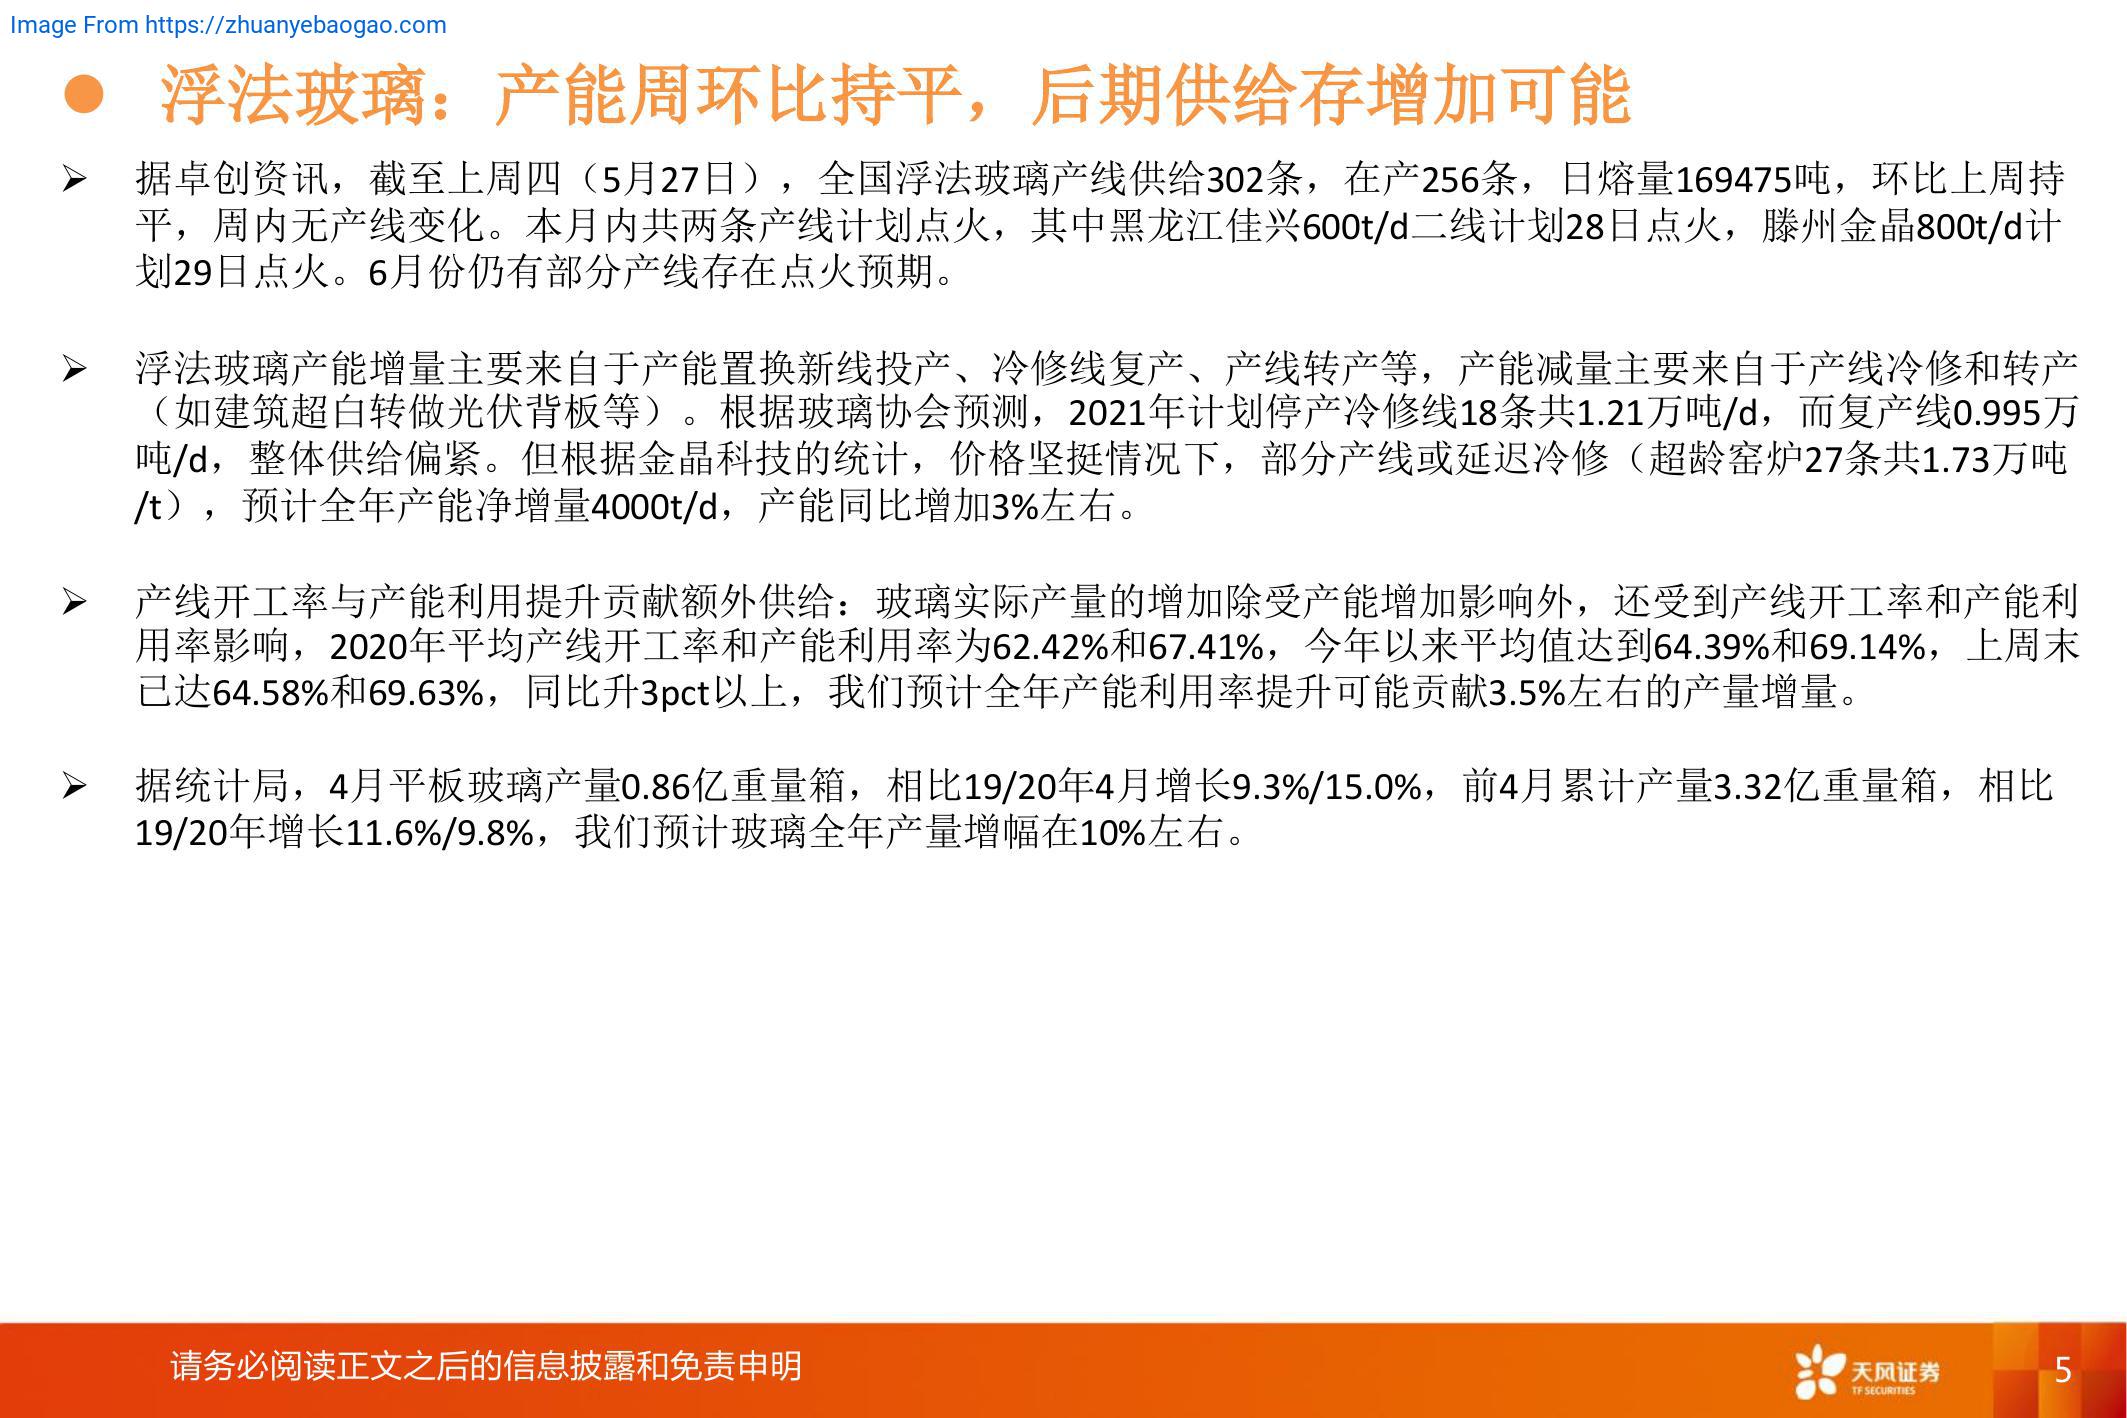 Image From https://zhuanyebaogao.com
● 浮法玻璃：产能周环比持平，后期供给存增加可能
➢ 据卓创资讯，截至上周四（5月27日），全国浮法玻璃产线供给302条，在产256条，日熔量169475吨，环比上周持
平，周内无产线变化。本月内共两条产线计划点火，其中黑龙江佳兴600t/d二线计划28日点火，滕州金晶800t/d计
划29日点火。6月份仍有部分产线存在点火预期。
➢ 浮法玻璃产能增量主要来自于产能置换新线投产、冷修线复产、产线转产等，产能减量主要来自于产线冷修和转产
（如建筑超白转做光伏背板等）。根据玻璃协会预测，2021年计划停产冷修线18条共1.21万吨/d，而复产线0.995万
吨/d，整体供给偏紧。但根据金晶科技的统计，价格坚挺情况下，部分产线或延迟冷修（超龄窑炉27条共1.73万吨
/t），预计全年产能净增量4000t/d，产能同比增加3%左右。
➢ 产线开工率与产能利用提升贡献额外供给：玻璃实际产量的增加除受产能增加影响外，还受到产线开工率和产能利
用率影响，2020年平均产线开工率和产能利用率为62.42%和67.41%，今年以来平均值达到64.39%和69.14%，上周末
已达64.58%和69.63%，同比升3pct以上，我们预计全年产能利用率提升可能贡献3.5%左右的产量增量。
➢ 据统计局，4月平板玻璃产量0.86亿重量箱，相比19/20年4月增长9.3%/15.0%，前4月累计产量3.32亿重量箱，相比
19/20年增长11.6%/9.8%，我们预计玻璃全年产量增幅在10%左右。
请务必阅读正文之后的信息披露和免责申明
天风证券
TF SECURITIES
5